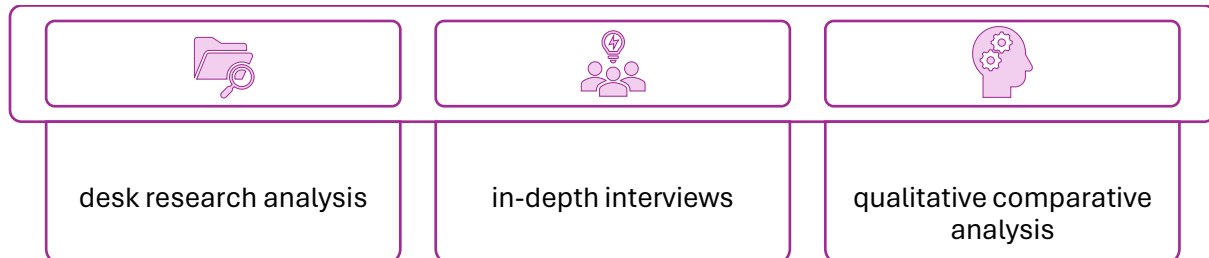 desk research analysis
in-depth interviews
qualitative comparative
analysis